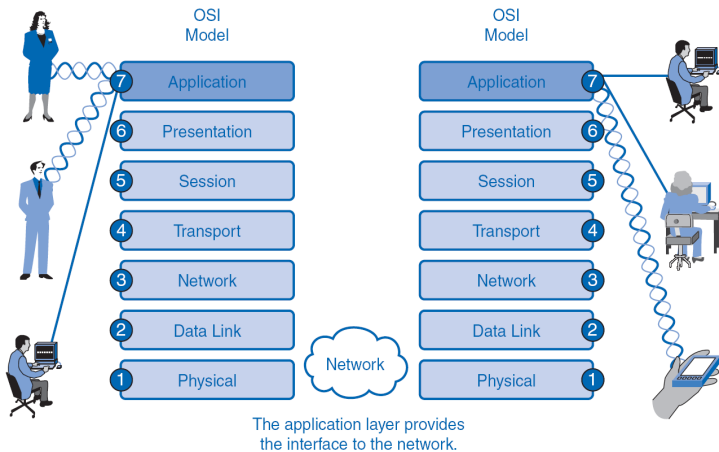 OSI
Model
7 Application
6 Presentation
5 Session
4 Transport
3 Network
2 Data Link
1 Physical
OSI
Model
Application 7
Presentation 6
Session 5
Transport 4
Network 3
Data Link 2
Physical 1
Network
The application layer provides
the interface to the network.